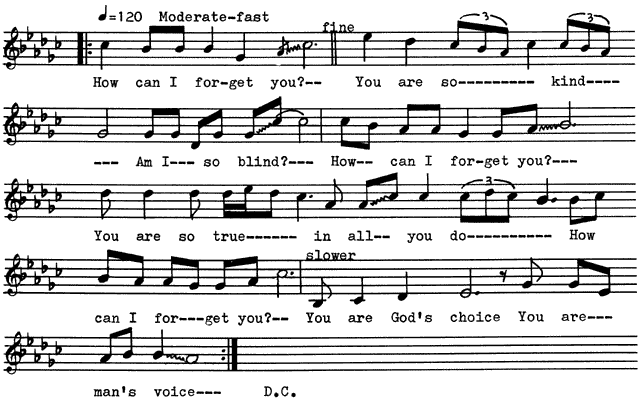 ♩=120 Moderate-fast
fine
3 3
How can I for-get you?-- You are so--------- kind----
--- Am I--- so blind?--- How-- can I for-get you?---
3
You are so true------ in all-- you do---------- How
slower
can I for---get you?-- You are God's choice You are---
man's voice--- D.C.